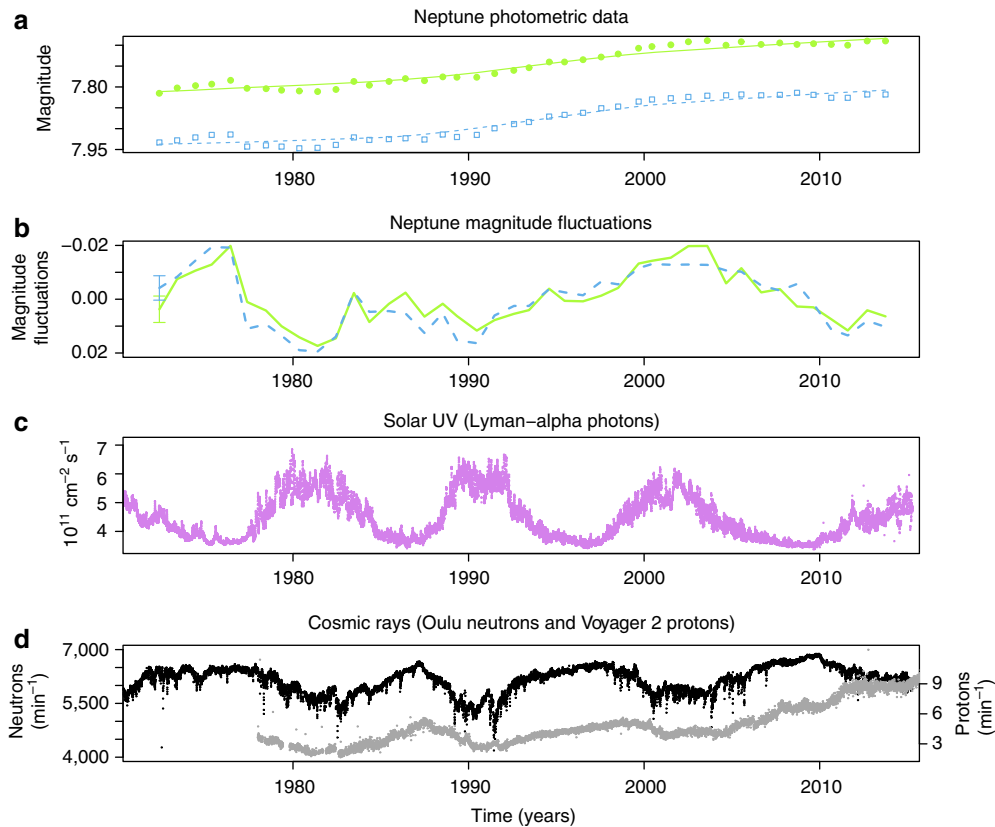 a
Neptune photometric data
Magnitude
7.80
7.95
1980
1990
2000
2010
b
Neptune magnitude fluctuations
Magnitude
fluctuations
−0.02
0.00
0.02
1980
1990
2000
2010
c
Solar UV (Lyman−alpha photons)
10¹¹ cm⁻² s⁻¹
7
6
5
4
1980
1990
2000
2010
d
Cosmic rays (Oulu neutrons and Voyager 2 protons)
Neutrons
(min⁻¹)
7,000
5,500
4,000
9
6
3
Protons
(min⁻¹)
1980
1990
2000
2010
Time (years)